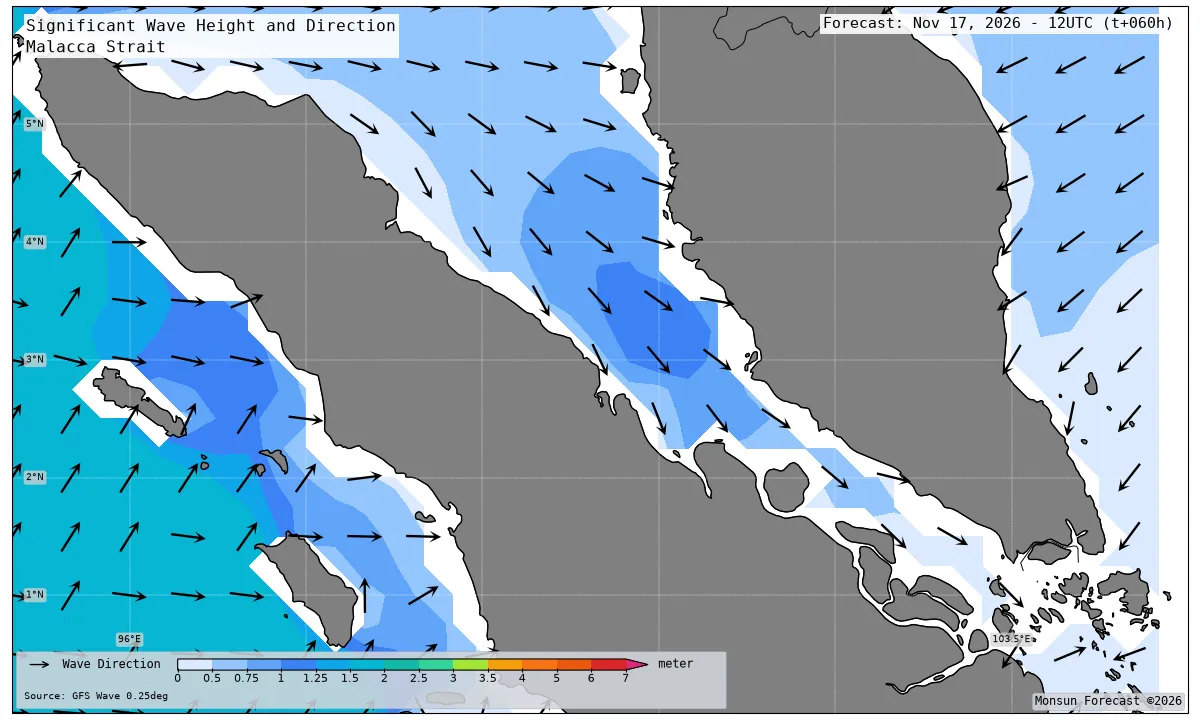 Significant Wave Height and Direction
Malacca Strait
Forecast: Nov 17, 2026 - 12UTC (t+060h)
5°N
4°N
3°N
2°N
1°N
96°E
103.5°E
Wave Direction
meter
0 0.5 0.75 1 1.25 1.5 2 2.5 3 3.5 4 5 6 7
Source: GFS Wave 0.25deg
Monsun Forecast ©2026